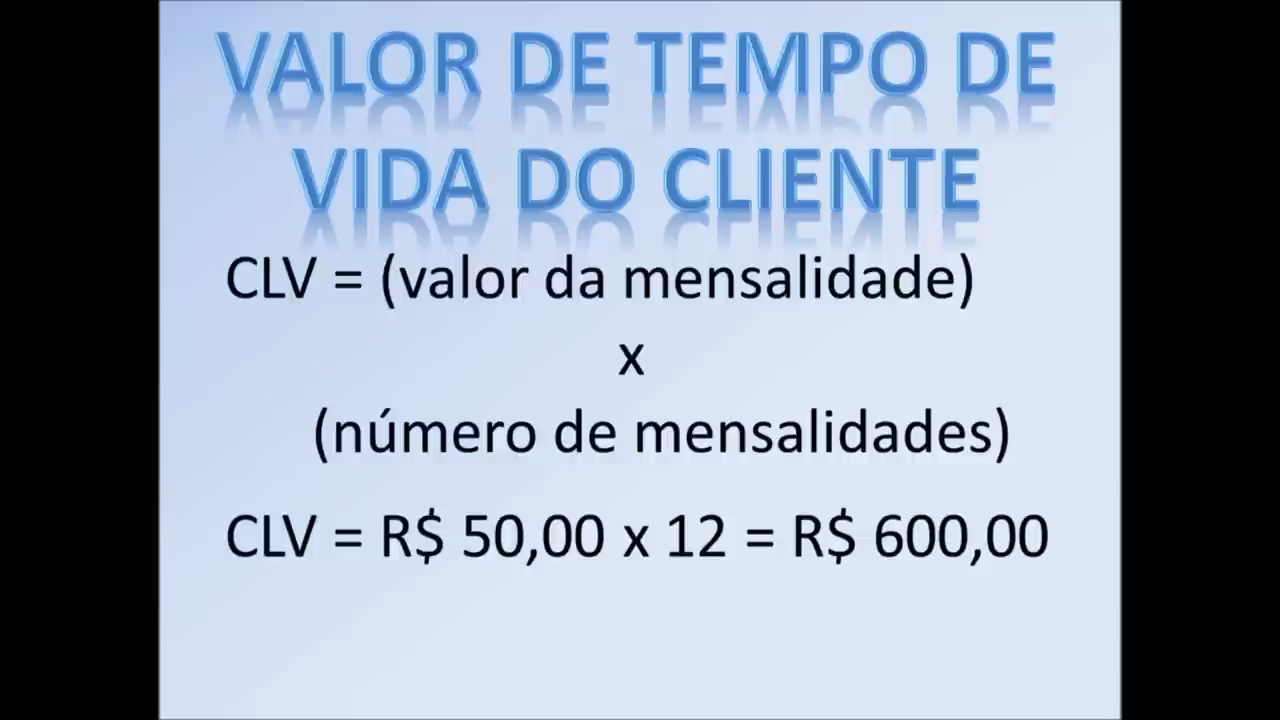 VALOR DE TEMPO DE
VIDA DO CLIENTE
CLV = (valor da mensalidade)
x
(número de mensalidades)
CLV = R$ 50,00 x 12 = R$ 600,00